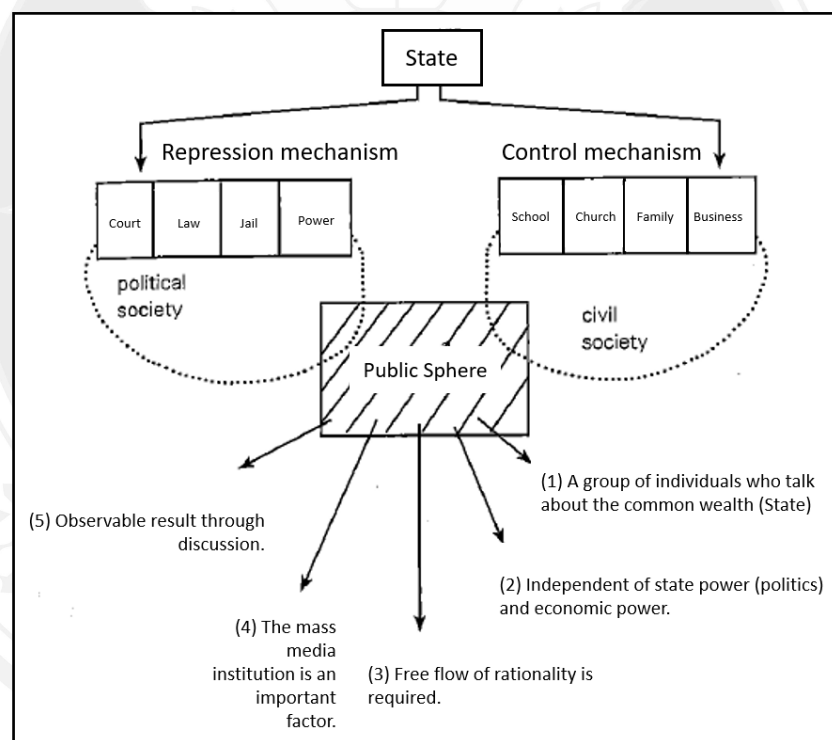 State
Repression mechanism
Control mechanism
Court
Law
Jail
Power
School
Church
Family
Business
political
society
civil
society
Public Sphere
(1) A group of individuals who talk
about the common wealth (State)
(2) Independent of state power (politics)
and economic power.
(3) Free flow of rationality is
required.
(4) The mass
media
institution is an
important
factor.
(5) Observable result through
discussion.